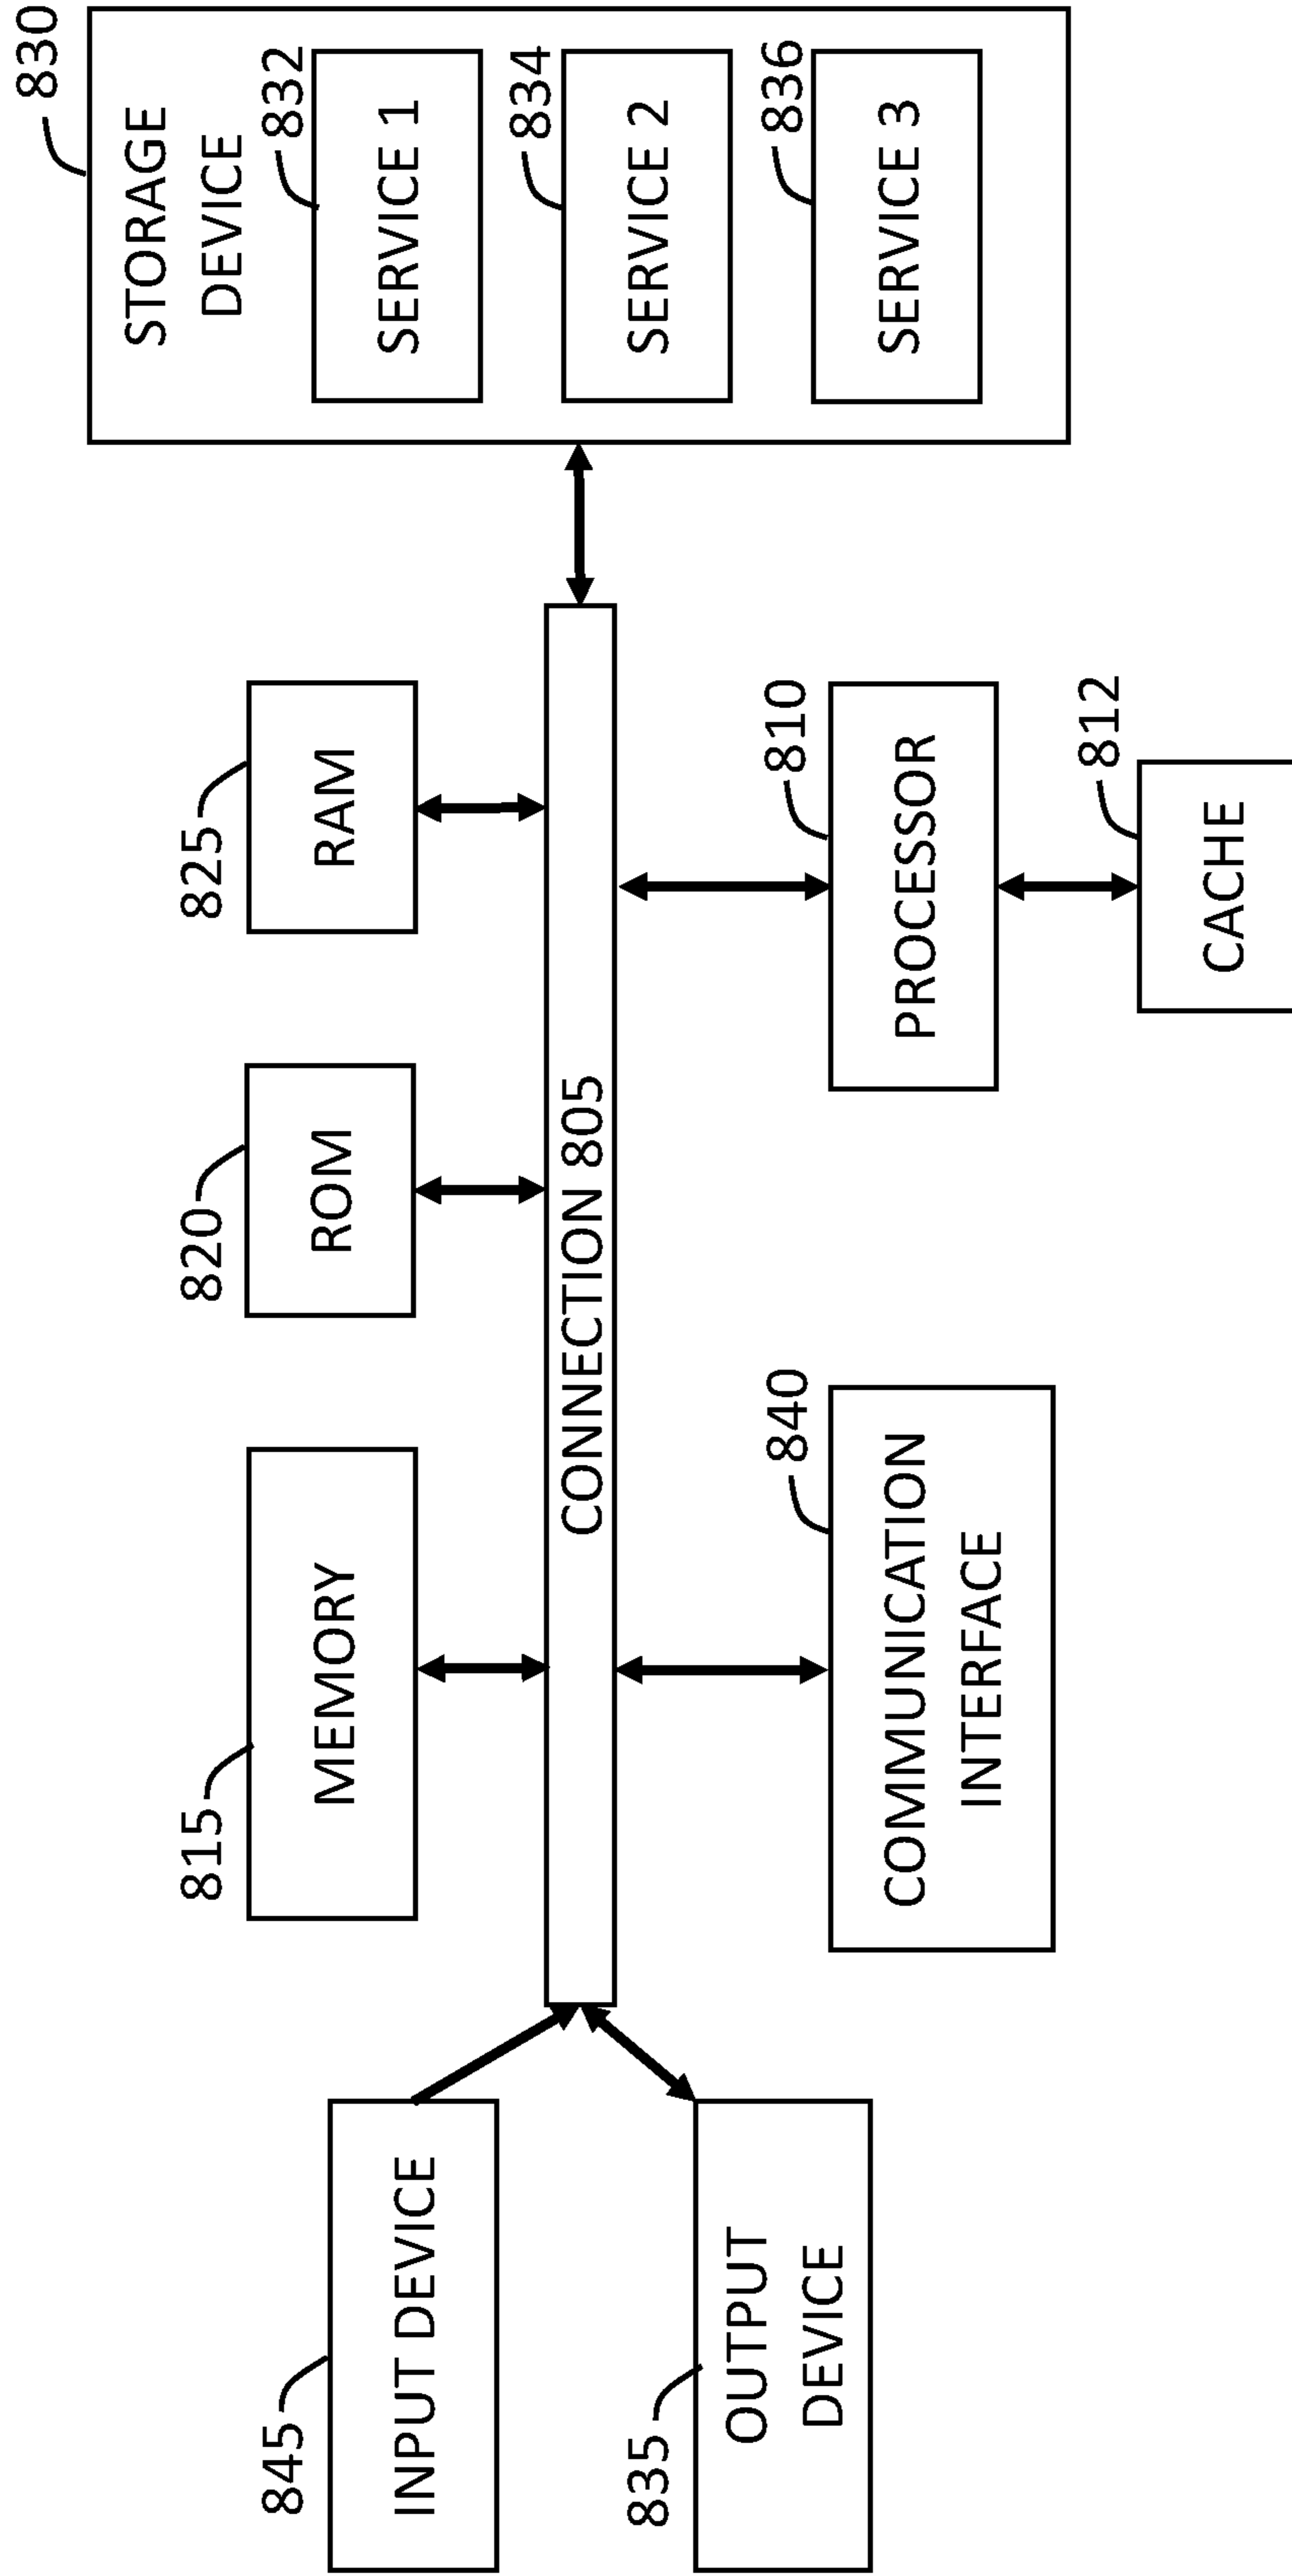 830
STORAGE
DEVICE
832
SERVICE 1
834
SERVICE 2
836
SERVICE 3
825
RAM
820
ROM
815
MEMORY
845
INPUT DEVICE
835
OUTPUT
DEVICE
CONNECTION 805
840
COMMUNICATION
INTERFACE
810
PROCESSOR
812
CACHE